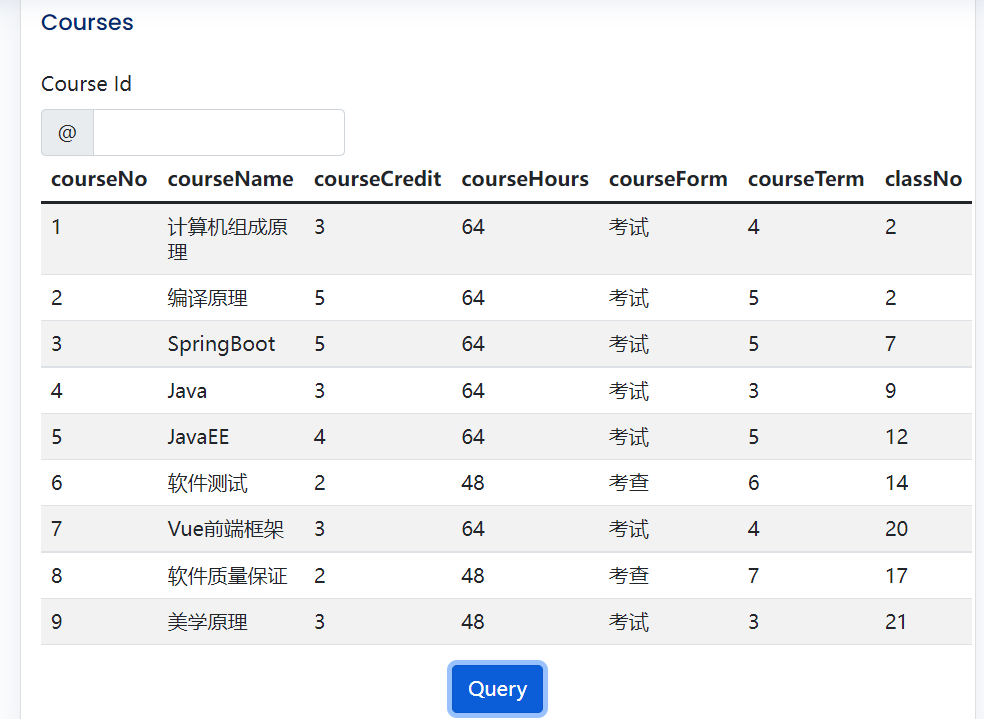 Courses
Course Id
@
courseNo courseName courseCredit courseHours courseForm courseTerm classNo
1 计算机组成原 3 64 考试 4 2
理
2 编译原理 5 64 考试 5 2
3 SpringBoot 5 64 考试 5 7
4 Java 3 64 考试 3 9
5 JavaEE 4 64 考试 5 12
6 软件测试 2 48 考查 6 14
7 Vue前端框架 3 64 考试 4 20
8 软件质量保证 2 48 考查 7 17
9 美学原理 3 48 考试 3 21
Query